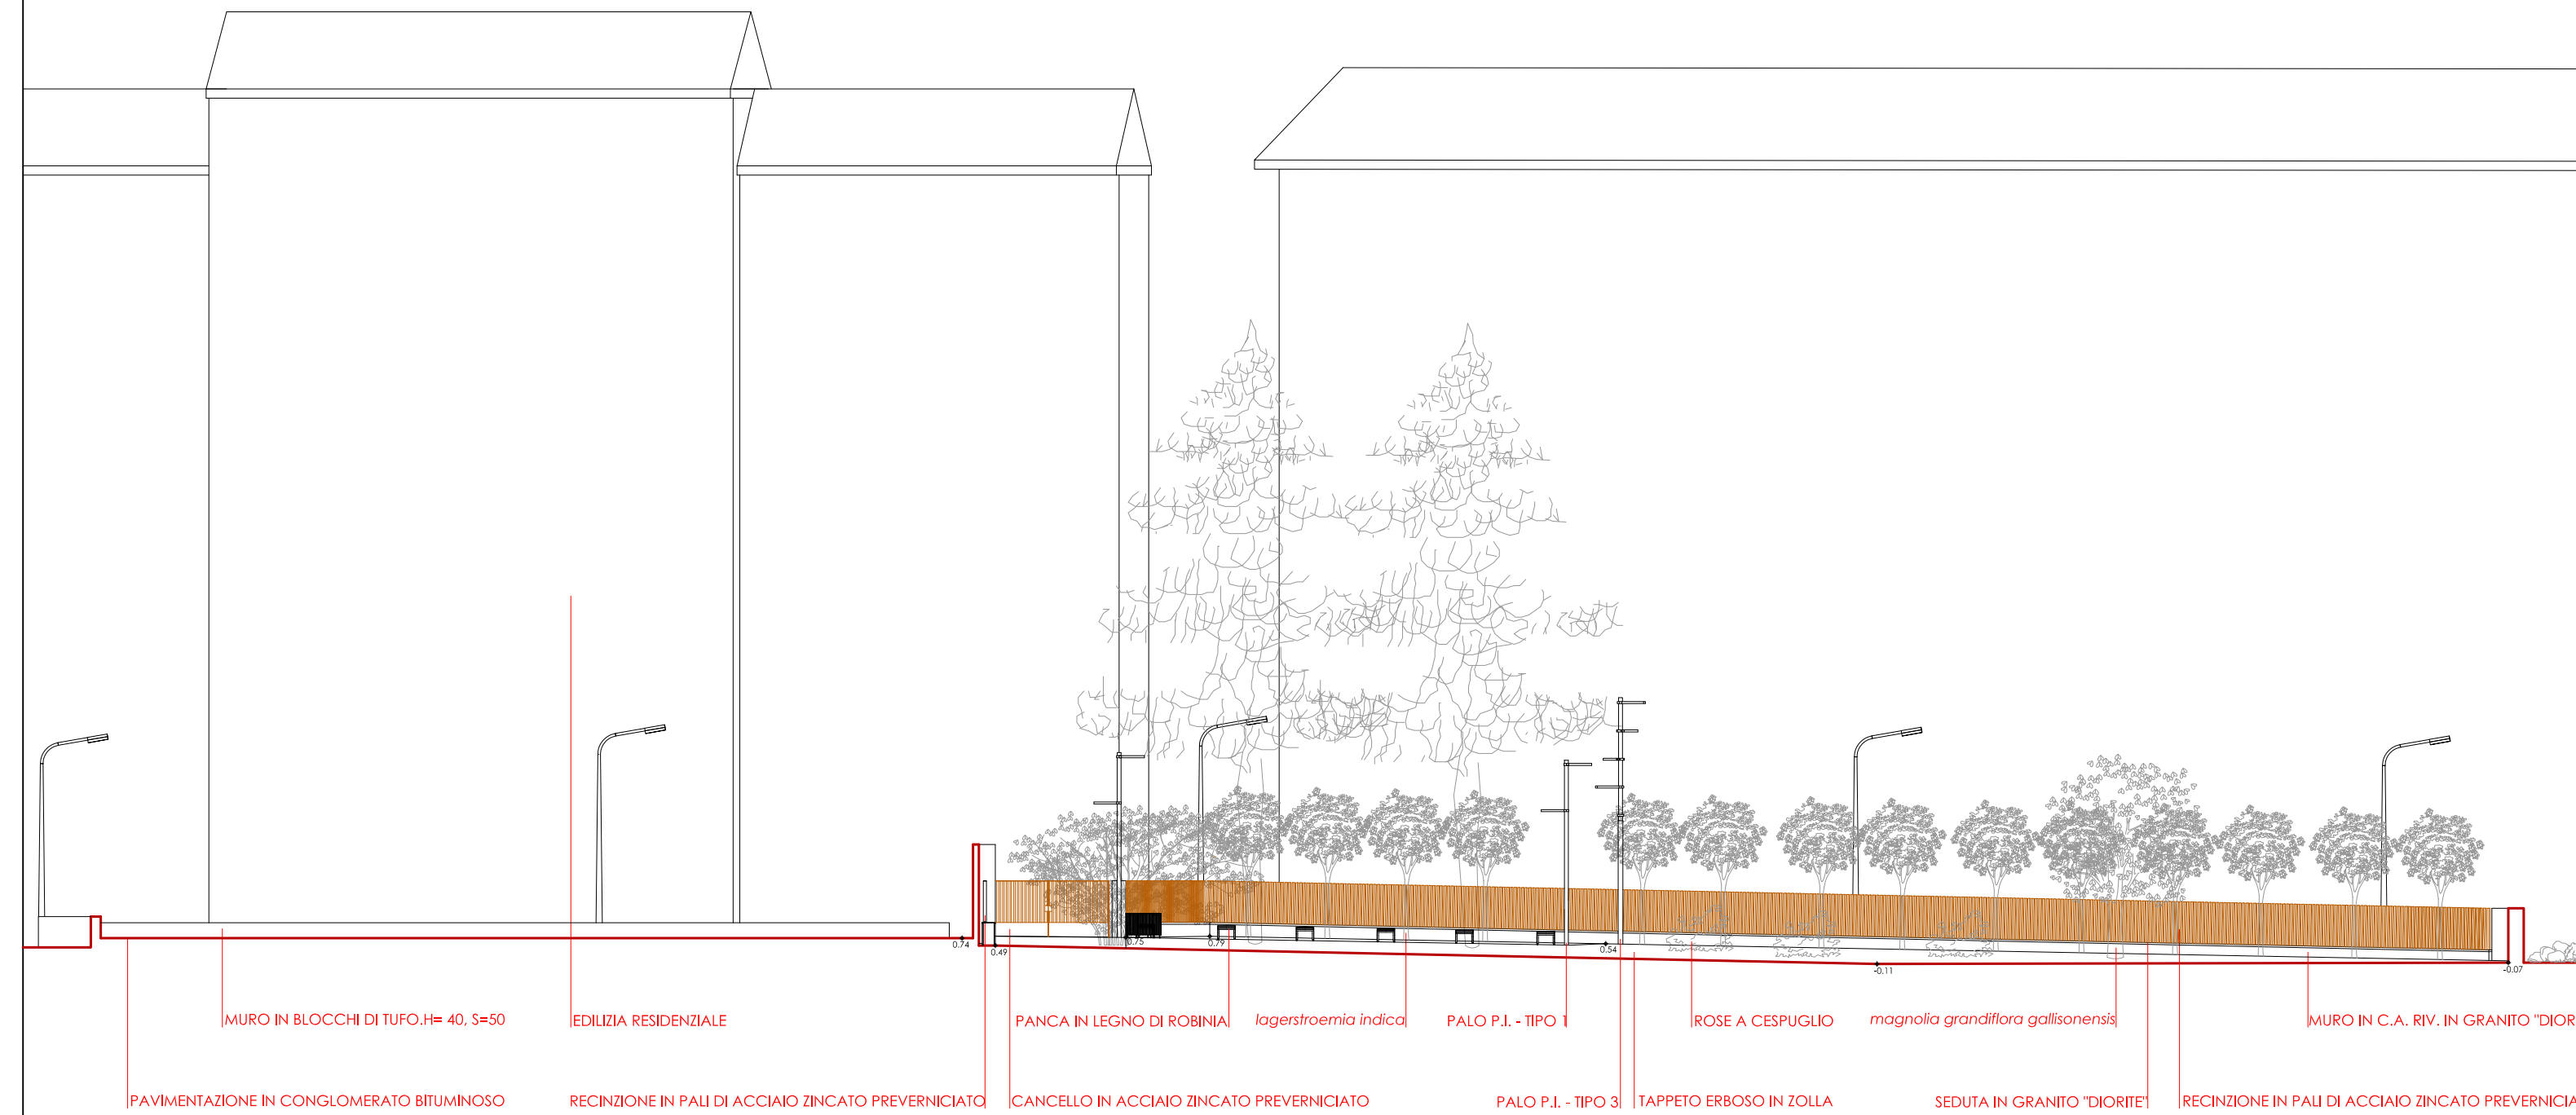 0.74
0.49
0.75
0.79
0.54
-0.11
-0.07
MURO IN BLOCCHI DI TUFO.H= 40, S=50
EDILIZIA RESIDENZIALE
PANCA IN LEGNO DI ROBINIA
lagerstroemia indica
PALO P.I. - TIPO 1
ROSE A CESPUGLIO
magnolia grandiflora gallisonensis
MURO IN C.A. RIV. IN GRANITO "DIOR
PAVIMENTAZIONE IN CONGLOMERATO BITUMINOSO
RECINZIONE IN PALI DI ACCIAIO ZINCATO PREVERNICIATO
CANCELLO IN ACCIAIO ZINCATO PREVERNICIATO
PALO P.I. - TIPO 3
TAPPETO ERBOSO IN ZOLLA
SEDUTA IN GRANITO "DIORITE"
RECINZIONE IN PALI DI ACCIAIO ZINCATO PREVERNICIA